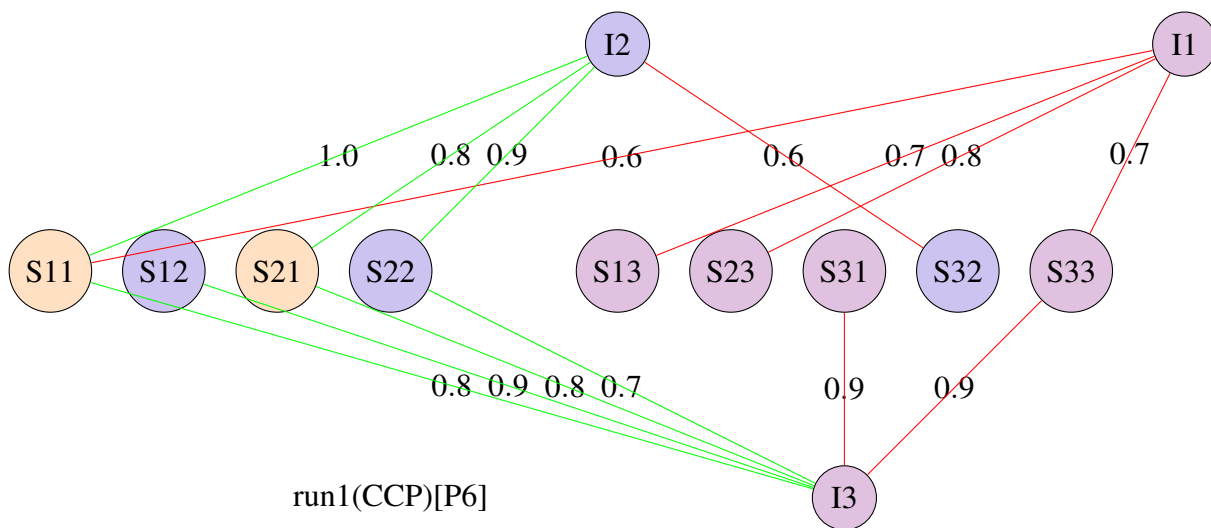 I2 I1
1.0 0.8 0.9 0.6 0.6 0.7 0.8 0.7
S11 S12 S21 S22 S13 S23 S31 S32 S33
0.8 0.9 0.8 0.7 0.9 0.9
run1(CCP)[P6] I3